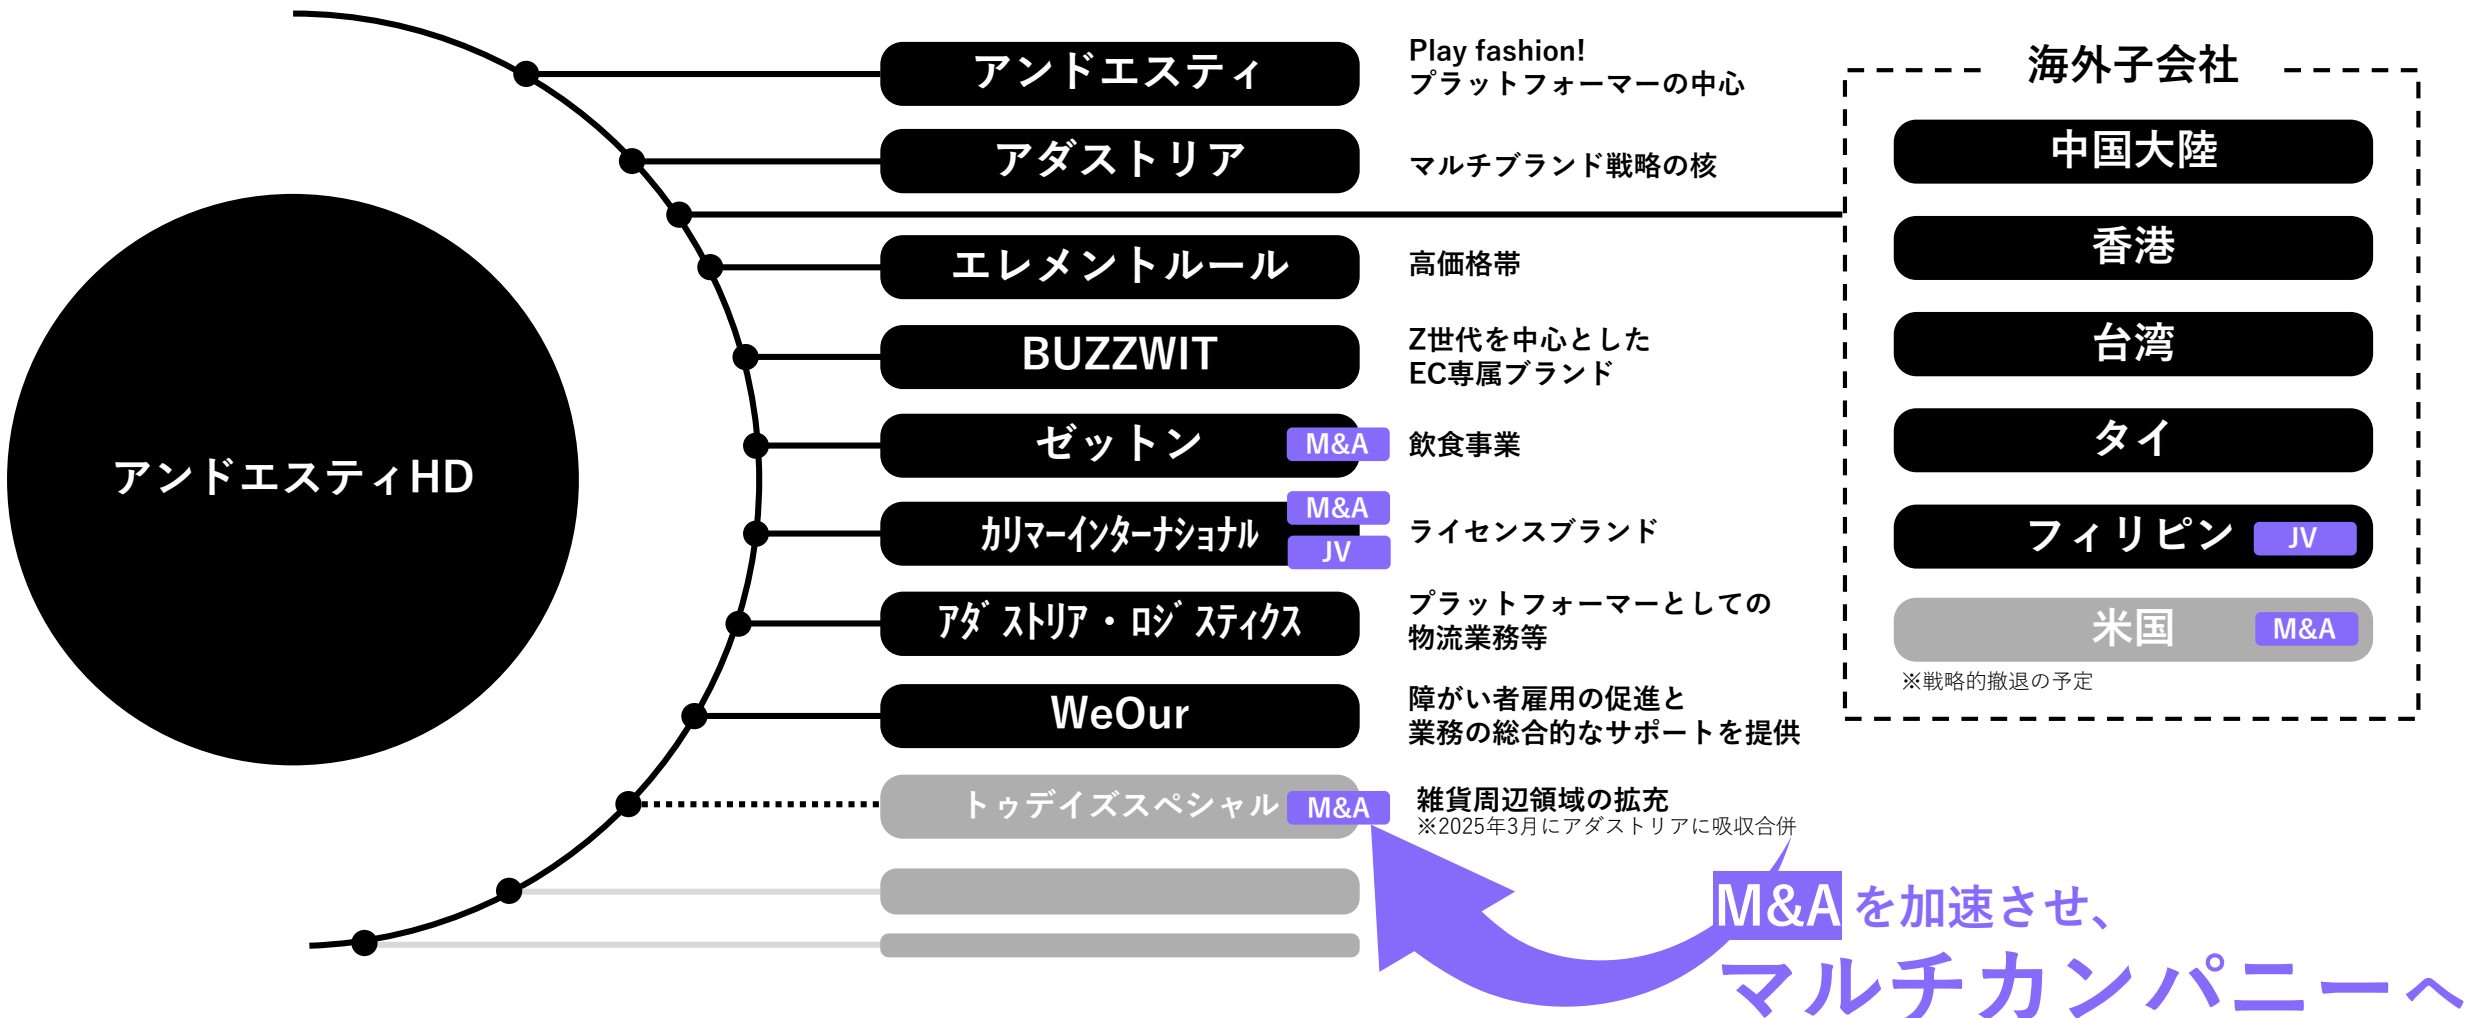 アンドエスティHD
アンドエスティ
Play fashion!
プラットフォーマーの中心
アダストリア
マルチブランド戦略の核
エレメントルール
高価格帯
BUZZWIT
Z世代を中心とした
EC専属ブランド
ゼットン
M&A
飲食事業
カリマーインターナショナル
M&A
JV
ライセンスブランド
アダストリア・ロジスティクス
プラットフォーマーとしての
物流業務等
WeOur
障がい者雇用の促進と
業務の総合的なサポートを提供
トゥデイズスペシャル
M&A
雑貨周辺領域の拡充
※2025年3月にアダストリアに吸収合併
海外子会社
中国大陸
香港
台湾
タイ
フィリピン
JV
米国
M&A
※戦略的撤退の予定
M&Aを加速させ、
マルチカンパニーへ